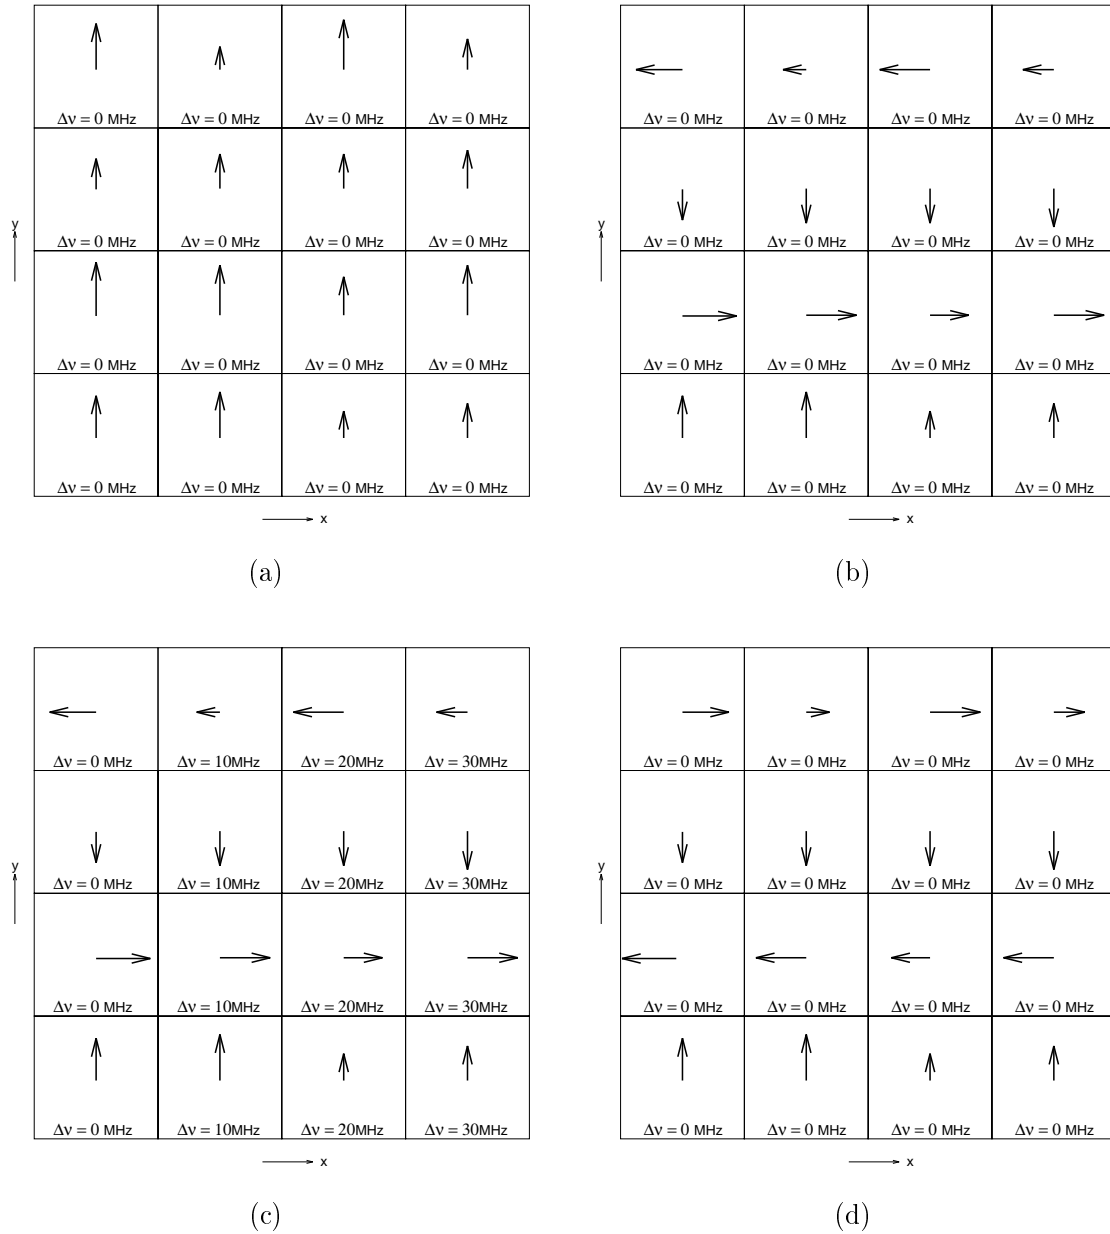 Δν = 0 MHz Δν = 0 MHz Δν = 0 MHz Δν = 0 MHz
Δν = 0 MHz Δν = 0 MHz Δν = 0 MHz Δν = 0 MHz
y
Δν = 0 MHz Δν = 0 MHz Δν = 0 MHz Δν = 0 MHz
Δν = 0 MHz Δν = 0 MHz Δν = 0 MHz Δν = 0 MHz
x
(a)
Δν = 0 MHz Δν = 0 MHz Δν = 0 MHz Δν = 0 MHz
Δν = 0 MHz Δν = 0 MHz Δν = 0 MHz Δν = 0 MHz
y
Δν = 0 MHz Δν = 0 MHz Δν = 0 MHz Δν = 0 MHz
Δν = 0 MHz Δν = 0 MHz Δν = 0 MHz Δν = 0 MHz
x
(b)
Δν = 0 MHz Δν = 10MHz Δν = 20MHz Δν = 30MHz
Δν = 0 MHz Δν = 10MHz Δν = 20MHz Δν = 30MHz
y
Δν = 0 MHz Δν = 10MHz Δν = 20MHz Δν = 30MHz
Δν = 0 MHz Δν = 10MHz Δν = 20MHz Δν = 30MHz
x
(c)
Δν = 0 MHz Δν = 0 MHz Δν = 0 MHz Δν = 0 MHz
Δν = 0 MHz Δν = 0 MHz Δν = 0 MHz Δν = 0 MHz
y
Δν = 0 MHz Δν = 0 MHz Δν = 0 MHz Δν = 0 MHz
Δν = 0 MHz Δν = 0 MHz Δν = 0 MHz Δν = 0 MHz
x
(d)